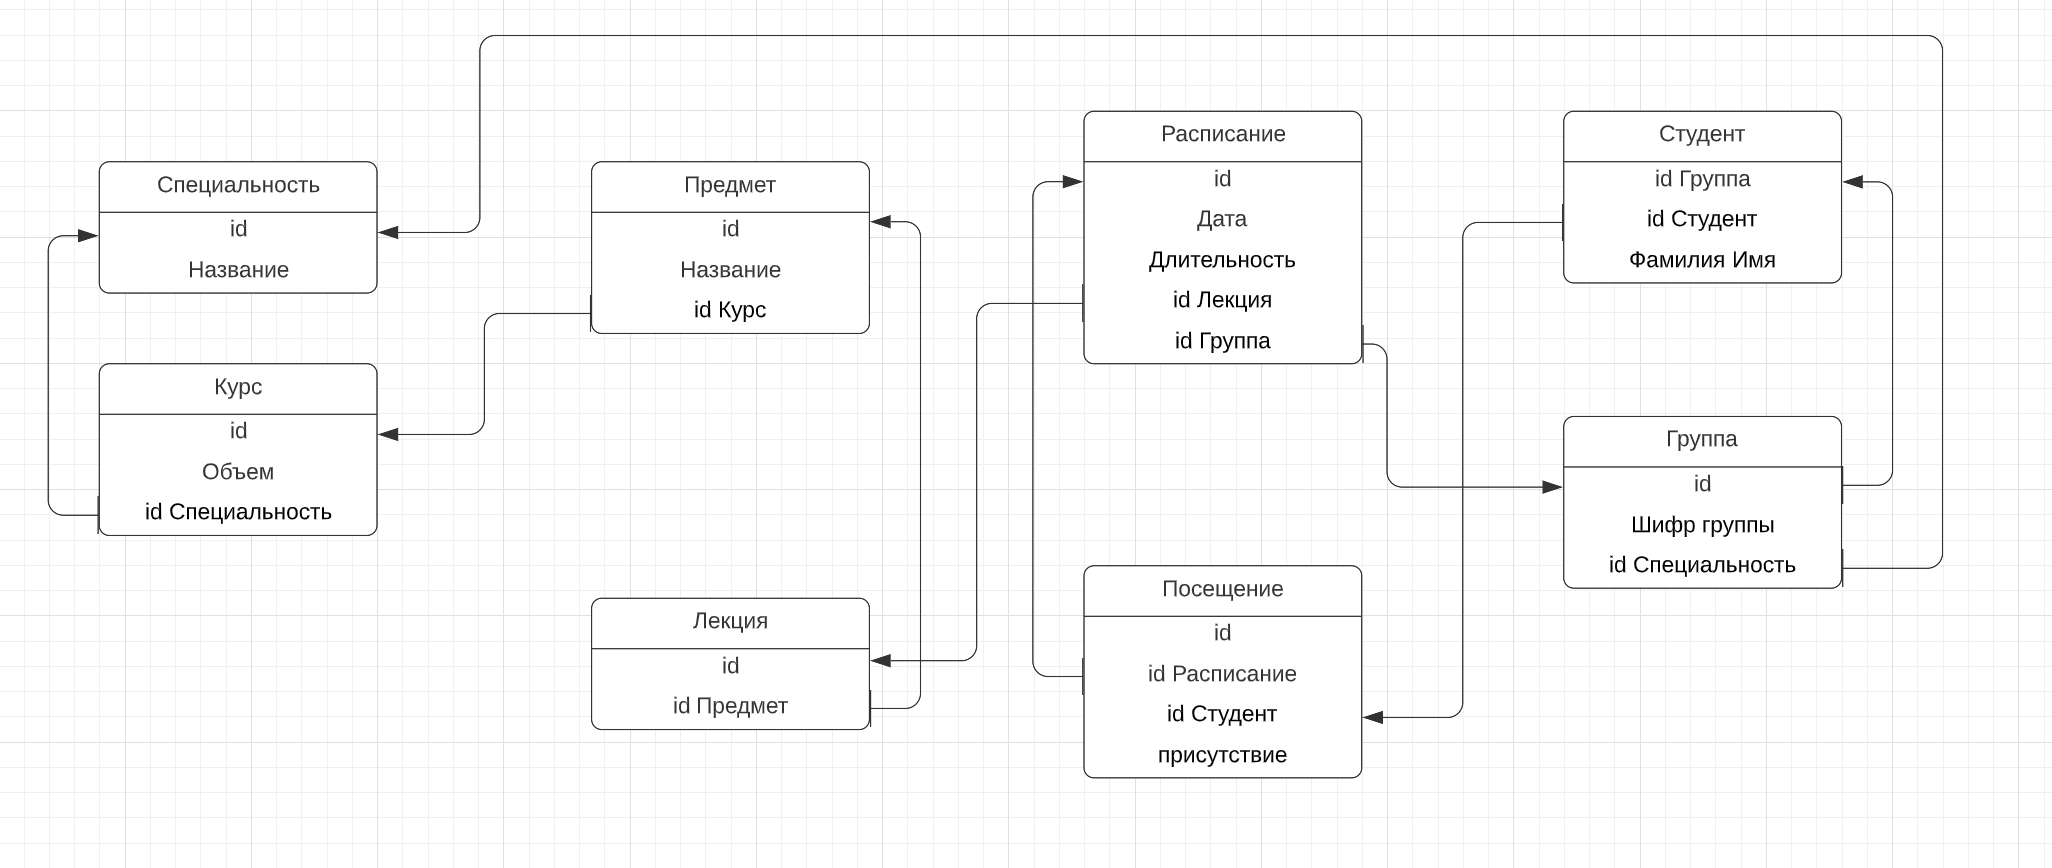 Специальность
id
Название
Курс
id
Объем
id Специальность
Предмет
id
Название
id Курс
Лекция
id
id Предмет
Расписание
id
Дата
Длительность
id Лекция
id Группа
Посещение
id
id Расписание
id Студент
присутствие
Студент
id Группа
id Студент
Фамилия Имя
Группа
id
Шифр группы
id Специальность